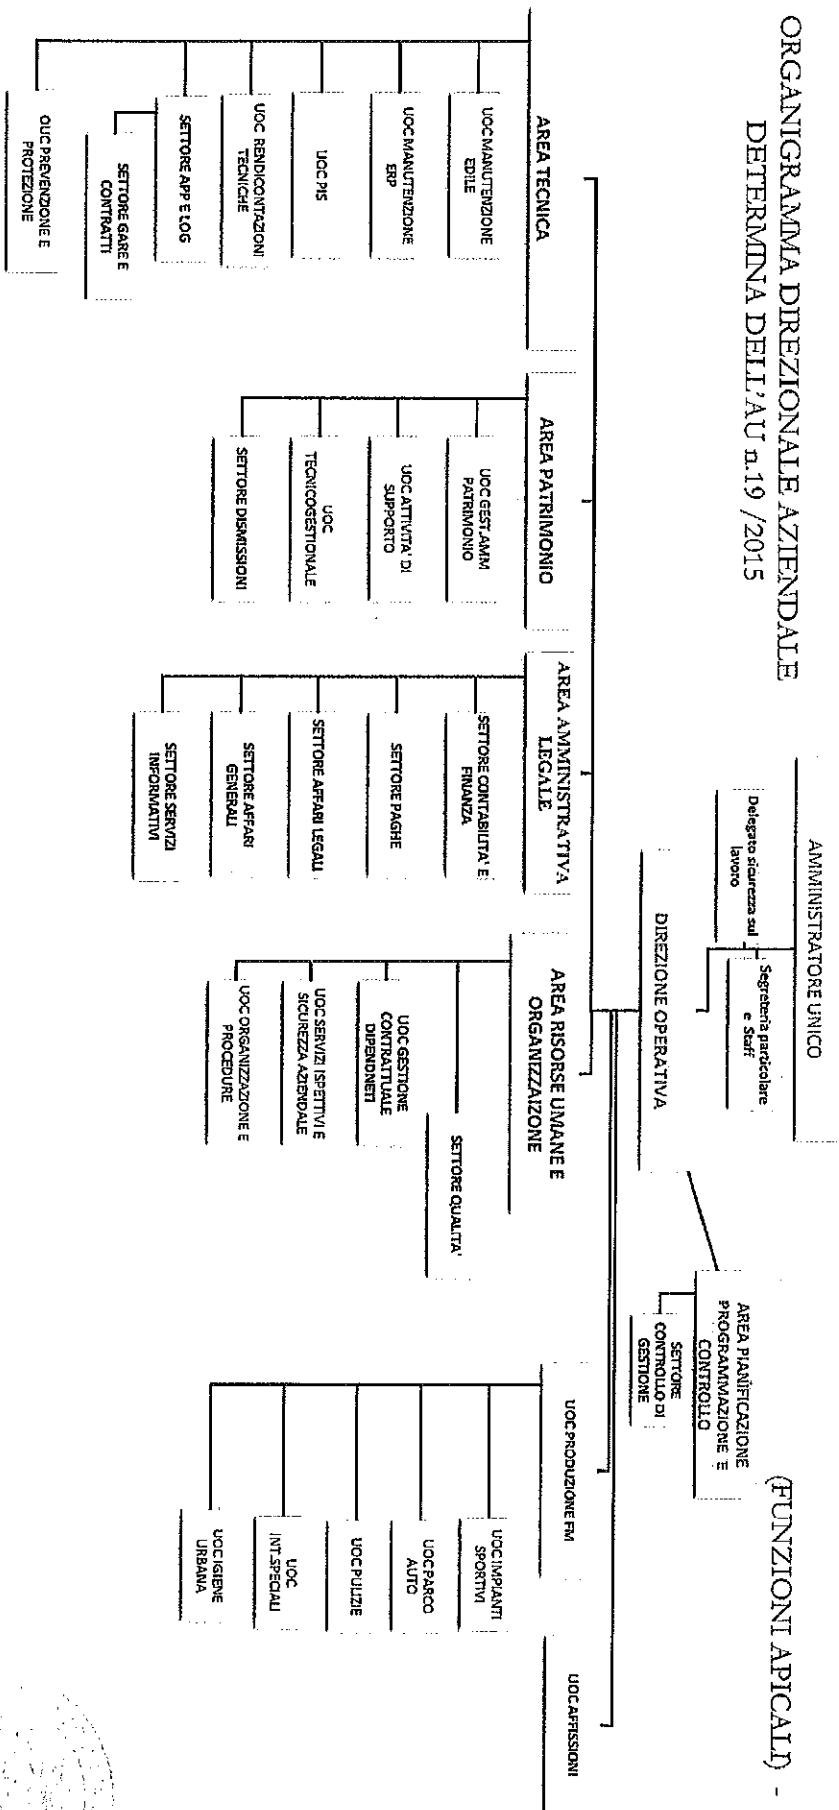 ORGANIGRAMMA DIREZIONALE AZIENDALE
(FUNZIONI APICALI) -
DETERMINA DELL'AU n.19 /2015
AMMINISTRATORE UNICO
Delegato sicurezza sul
lavoro
Segreteria particolare
e Staff
DIREZIONE OPERATIVA
AREA PIANIFICAZIONE
PROGRAMMAZIONE E
CONTROLLO
SETTORE
CONTROLLO DI
GESTIONE
AREA TECNICA
UOC MANUTENZIONE
EDILE
UOC MANUTENZIONE
ERP
UOC PIS
UOC RENDICONTAZIONI
TECNICHE
SETTORE APP E LOG
SETTORE GARE E
CONTRATTI
OUC PREVENZIONE E
PROTEZIONE
AREA PATRIMONIO
UOC GEST.AMM
PATRIMONIO
UOC ATTIVITA' DI
SUPPORTO
UOC
TECNICOGESTIONALE
SETTORE DISMISSIONI
AREA AMMINISTRATIVA
LEGALE
SETTORE CONTABILITA' E
FINANZA
SETTORE PAGHE
SETTORE AFFARI LEGALI
SETTORE AFFARI
GENERALI
SETTORE SERVIZI
INFORMATIVI
AREA RISORSE UMANE E
ORGANIZZAIZONE
SETTORE QUALITA'
UOC GESTIONE
CONTRATTUALE
DIPENDNETI
UOC SERVIZI ISPETTIVI E
SICUREZZA AZIENDALE
UOC ORGANIZZAZIONE E
PROCEDURE
UOC PRODUZIONE FM
UOC IMPIANTI
SPORTIVI
UOC PARCO
AUTO
UOC PULIZIE
UOC
INT.SPECIALI
UOC IGIENE
URBANA
UOC AFFISSIONI